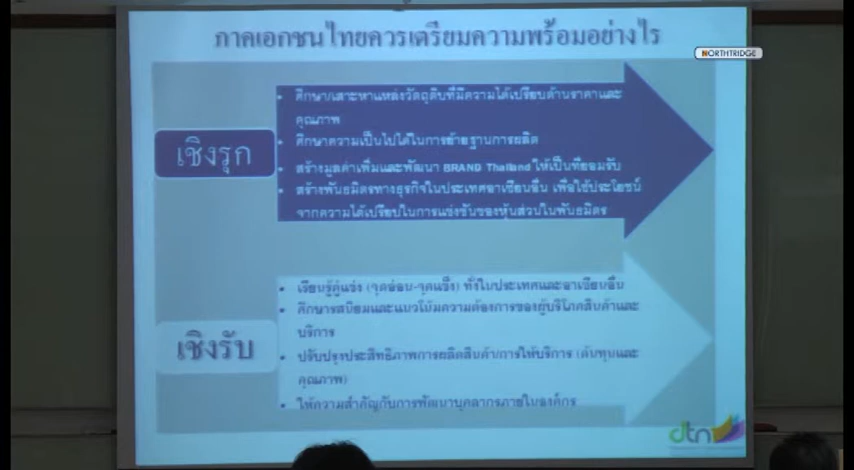 ภาคเอกชนไทยควรเตรียมความพร้อมอย่างไร
NORTHTRIDGE
เชิงรุก
• ศึกษา/เสาะหาแหล่งวัตถุดิบที่มีความได้เปรียบด้านราคาและ
คุณภาพ
• ศึกษาความเป็นไปได้ในการย้ายฐานการผลิต
• สร้างมูลค่าเพิ่มและพัฒนา BRAND Thailand ให้เป็นที่ยอมรับ
• สร้างพันธมิตรทางธุรกิจในประเทศอาเซียนอื่น เพื่อใช้ประโยชน์
จากความได้เปรียบในการแข่งขันของหุ้นส่วนในพันธมิตร
เชิงรับ
• เรียนรู้คู่แข่ง (จุดอ่อน-จุดแข็ง) ทั้งในประเทศและอาเซียนอื่น
• ศึกษารสนิยมและแนวโน้มความต้องการของผู้บริโภคสินค้าและ
บริการ
• ปรับปรุงประสิทธิภาพการผลิตสินค้า/การให้บริการ (ต้นทุนและ
คุณภาพ)
• ให้ความสำคัญกับการพัฒนาบุคลากรภายในองค์กร
dtn